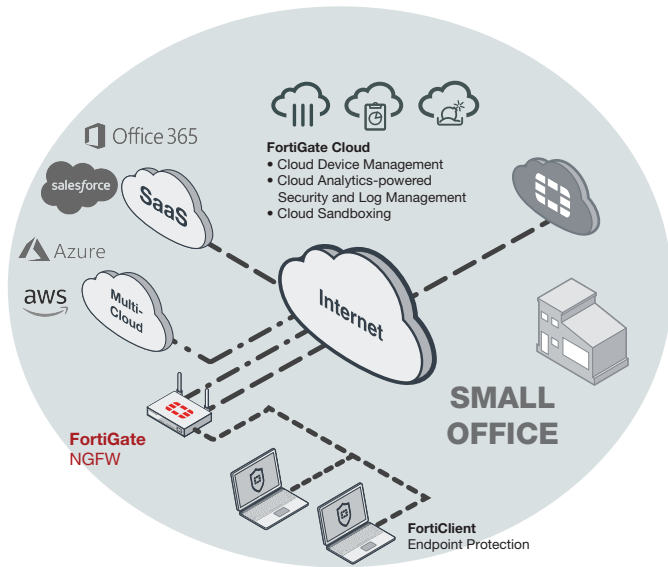 Office 365
salesforce
SaaS
Azure
aws
Multi-
Cloud
FortiGate Cloud
• Cloud Device Management
• Cloud Analytics-powered
Security and Log Management
• Cloud Sandboxing
Internet
SMALL
OFFICE
FortiGate
NGFW
FortiClient
Endpoint Protection